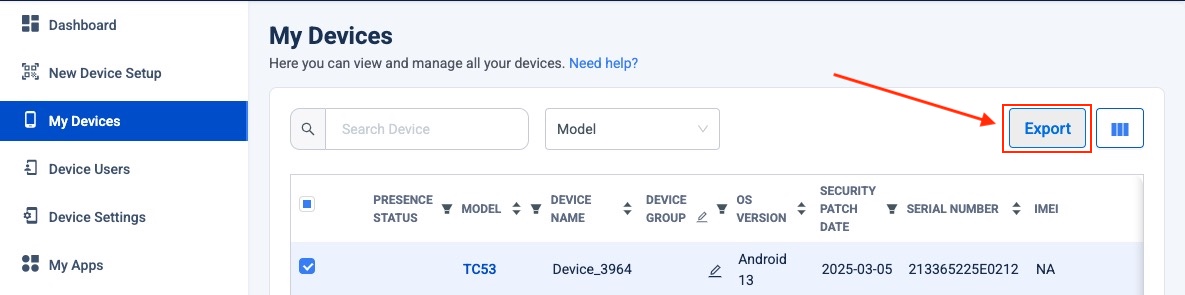 Dashboard
New Device Setup
My Devices
Device Users
Device Settings
My Apps
My Devices
Here you can view and manage all your devices. Need help?
Search Device
Model
Export
PRESENCE STATUS
MODEL
DEVICE NAME
DEVICE GROUP
OS VERSION
SECURITY PATCH DATE
SERIAL NUMBER
IMEI
TC53
Device_3964
Android 13
2025-03-05
213365225E0212
NA